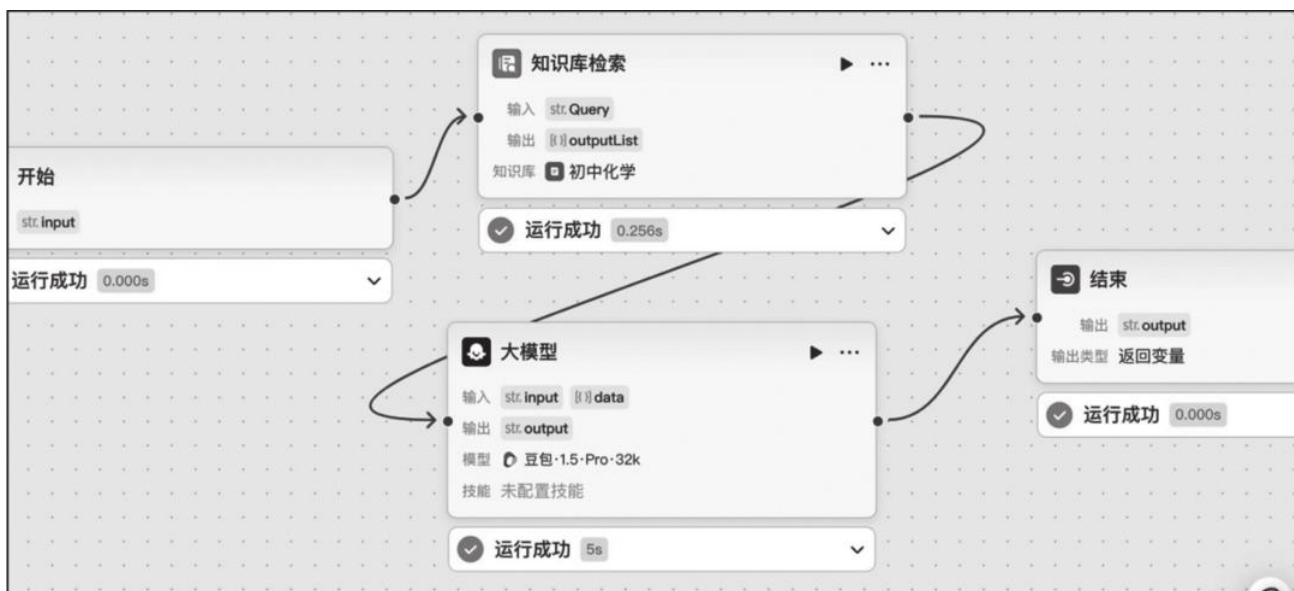 开始
str. input
运行成功 0.000s
知识库检索
输入 str. Query
输出 [{}] outputList
知识库 初中化学
运行成功 0.256s
大模型
输入 str. input [{}] data
输出 str. output
模型 豆包·1.5·Pro·32k
技能 未配置技能
运行成功 5s
结束
输出 str. output
输出类型 返回变量
运行成功 0.000s